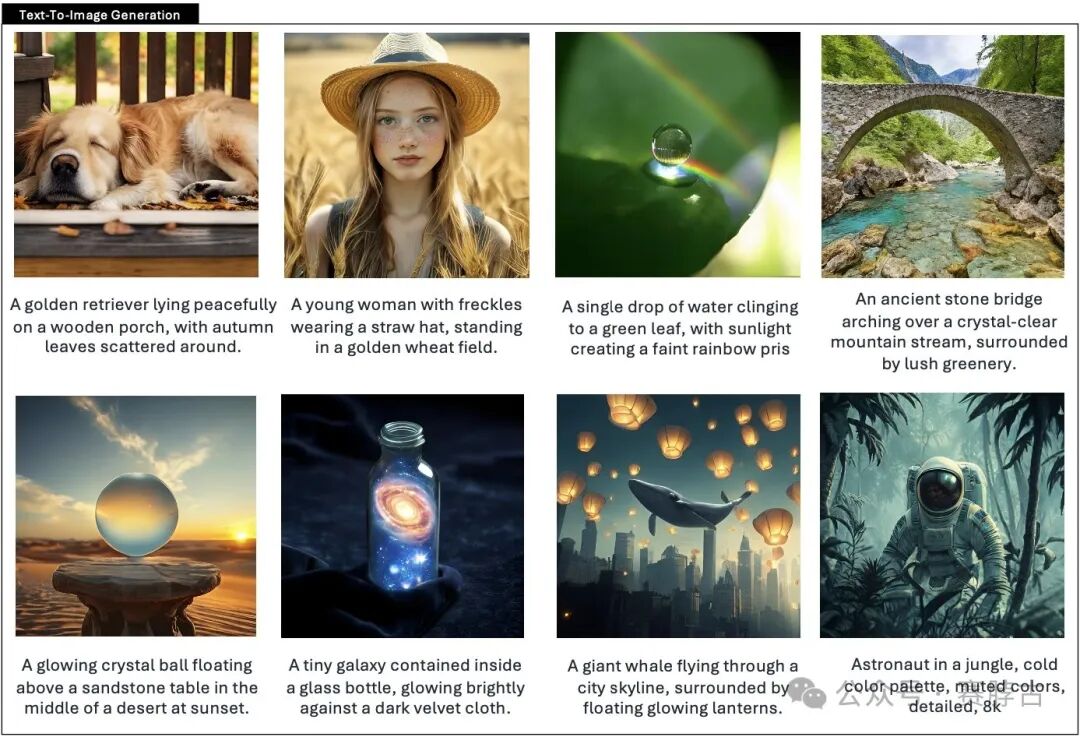 Text-To-Image Generation
A golden retriever lying peacefully
on a wooden porch, with autumn
leaves scattered around.
A young woman with freckles
wearing a straw hat, standing
in a golden wheat field.
A single drop of water clinging
to a green leaf, with sunlight
creating a faint rainbow pris
An ancient stone bridge
arching over a crystal-clear
mountain stream, surrounded
by lush greenery.
A glowing crystal ball floating
above a sandstone table in the
middle of a desert at sunset.
A tiny galaxy contained inside
a glass bottle, glowing brightly
against a dark velvet cloth.
A giant whale flying through a
city skyline, surrounded by
floating glowing lanterns.
Astronaut in a jungle, cold
color palette, muted colors,
detailed, 8k
公众号 · 赛脖古